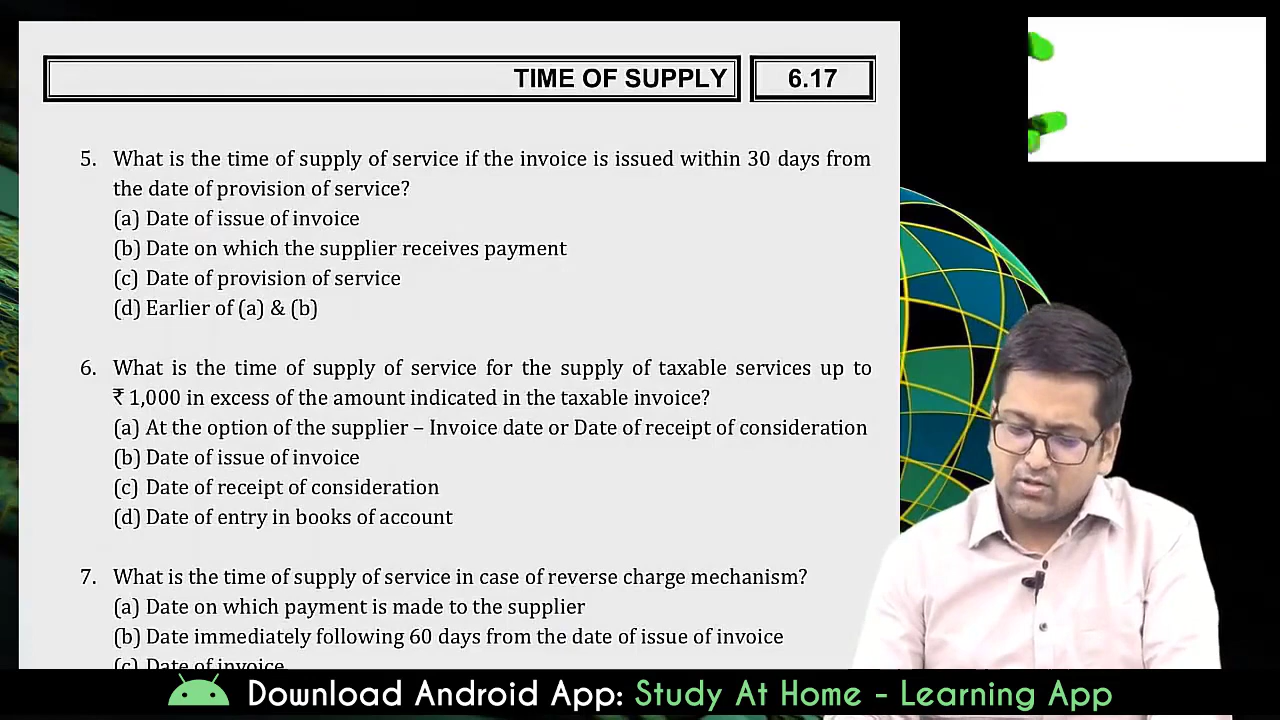 TIME OF SUPPLY 6.17
5. What is the time of supply of service if the invoice is issued within 30 days from
the date of provision of service?
(a) Date of issue of invoice
(b) Date on which the supplier receives payment
(c) Date of provision of service
(d) Earlier of (a) & (b)
6. What is the time of supply of service for the supply of taxable services up to
₹ 1,000 in excess of the amount indicated in the taxable invoice?
(a) At the option of the supplier – Invoice date or Date of receipt of consideration
(b) Date of issue of invoice
(c) Date of receipt of consideration
(d) Date of entry in books of account
7. What is the time of supply of service in case of reverse charge mechanism?
(a) Date on which payment is made to the supplier
(b) Date immediately following 60 days from the date of issue of invoice
(c) Date of invoice
Download Android App: Study At Home - Learning App